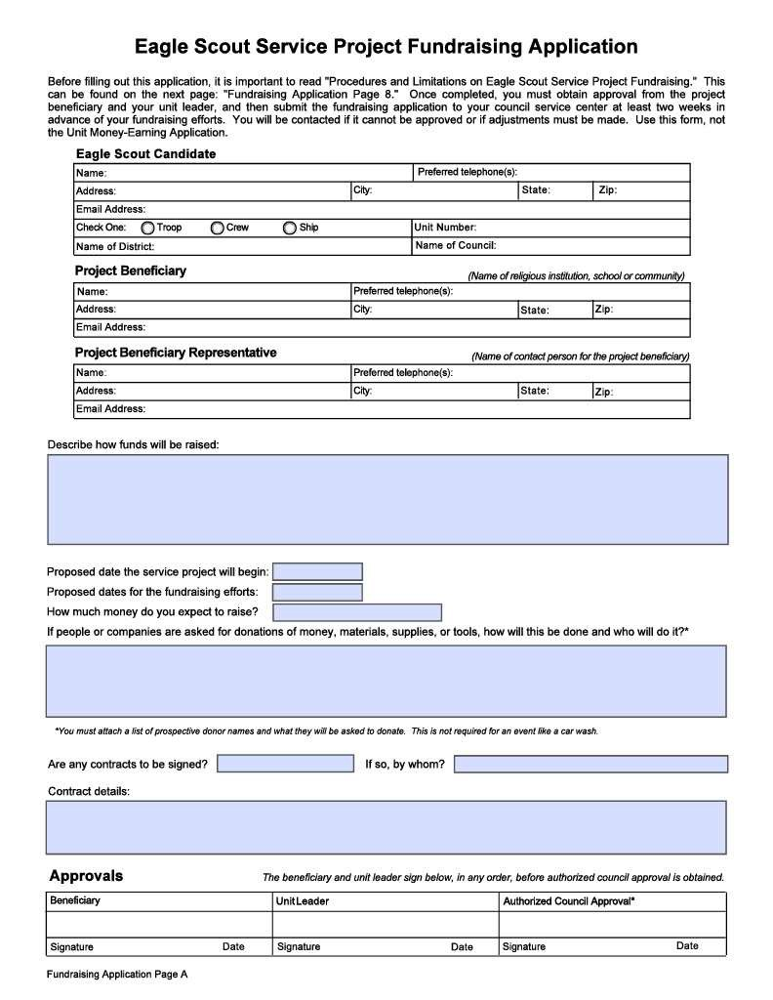 Eagle Scout Service Project Fundraising Application
Before filling out this application, it is important to read "Procedures and Limitations on Eagle Scout Service Project Fundraising." This
can be found on the next page: "Fundraising Application Page 8." Once completed, you must obtain approval from the project
beneficiary and your unit leader, and then submit the fundraising application to your council service center at least two weeks in
advance of your fundraising efforts. You will be contacted if it cannot be approved or if adjustments must be made. Use this form, not
the Unit Money-Earning Application.
Eagle Scout Candidate
Name: Preferred telephone(s):
Address: City: State: Zip:
Email Address:
Check One: Troop Crew Ship Unit Number:
Name of District: Name of Council:
Project Beneficiary (Name of religious institution, school or community)
Name: Preferred telephone(s):
Address: City: State: Zip:
Email Address:
Project Beneficiary Representative (Name of contact person for the project beneficiary)
Name: Preferred telephone(s):
Address: City: State: Zip:
Email Address:
Describe how funds will be raised:
Proposed date the service project will begin:
Proposed dates for the fundraising efforts:
How much money do you expect to raise?
If people or companies are asked for donations of money, materials, supplies, or tools, how will this be done and who will do it?*
*You must attach a list of prospective donor names and what they will be asked to donate. This is not required for an event like a car wash.
Are any contracts to be signed? If so, by whom?
Contract details:
Approvals The beneficiary and unit leader sign below, in any order, before authorized council approval is obtained.
Beneficiary Unit Leader Authorized Council Approval*
Signature Date Signature Date Signature Date
Fundraising Application Page A